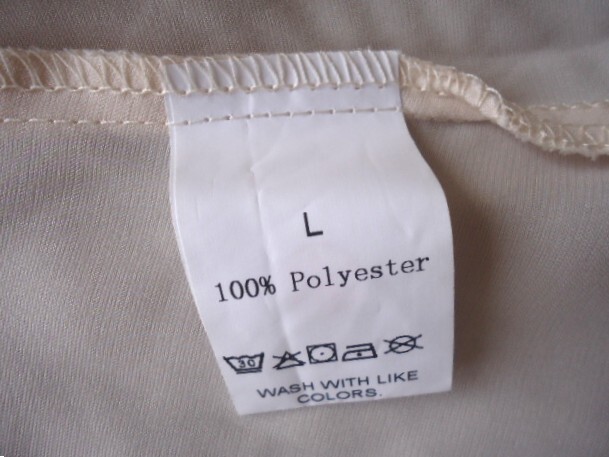 L
100% Polyester
30
WASH WITH LIKE
COLORS.